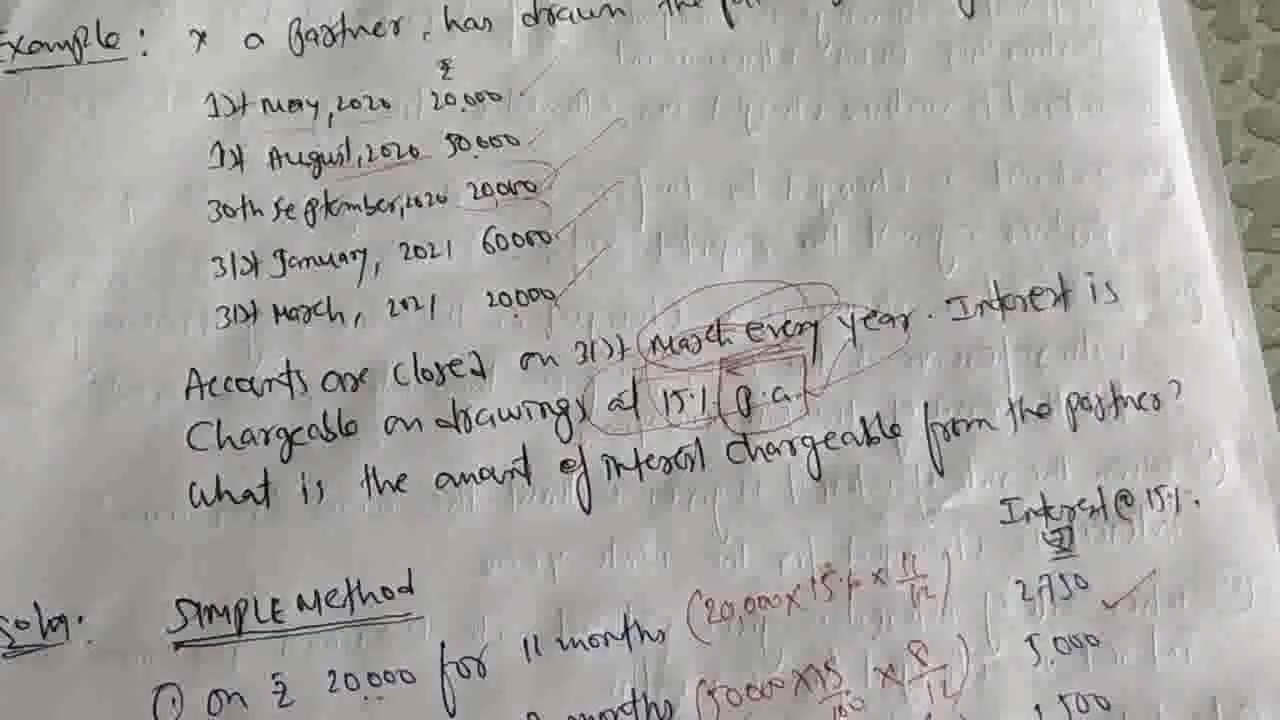 Example: x a partner, has drawn the
₹
1st May, 2020 20,000
1st August, 2020 50,000
30th September, 2020 20,000
31st January, 2021 60000
31st March, 2021 20,000
Accounts are closed on 31st March every year. Interest is
Chargeable on drawings at 15% p.a.
What is the amount of interest chargeable from the partner?
Interest @ 15%.
₹
Soln: SIMPLE METHOD
① on ₹ 20,000 for 11 months (20,000 x 15% x 11/12) 2,750
months (50000 x 15/100 x 8/12) 5,000
500